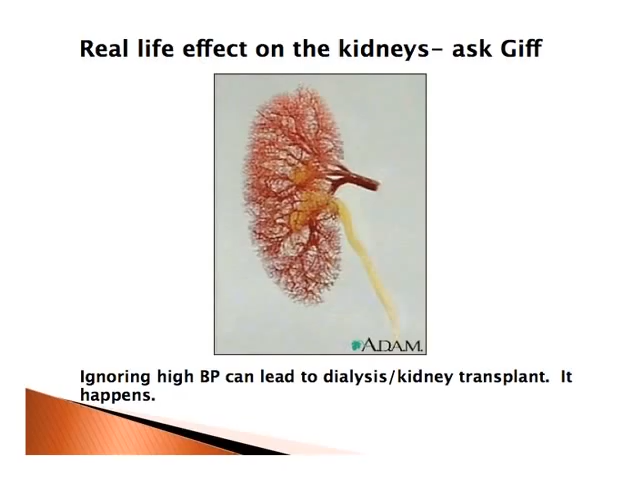 Real life effect on the kidneys- ask Giff
ADAM.
Ignoring high BP can lead to dialysis/kidney transplant.  It
happens.